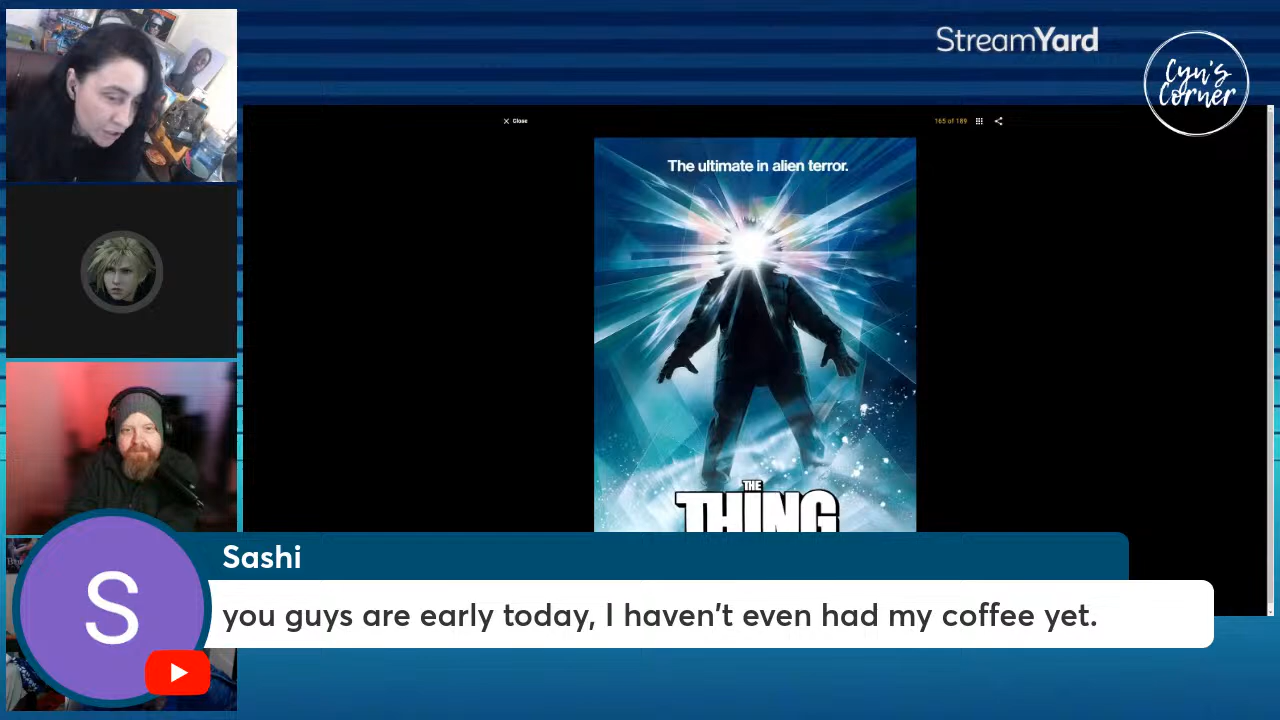 StreamYard
Cyn's
Corner
Close
165 of 189
The ultimate in alien terror.
THE
THING
Sashi
S
you guys are early today, I haven't even had my coffee yet.